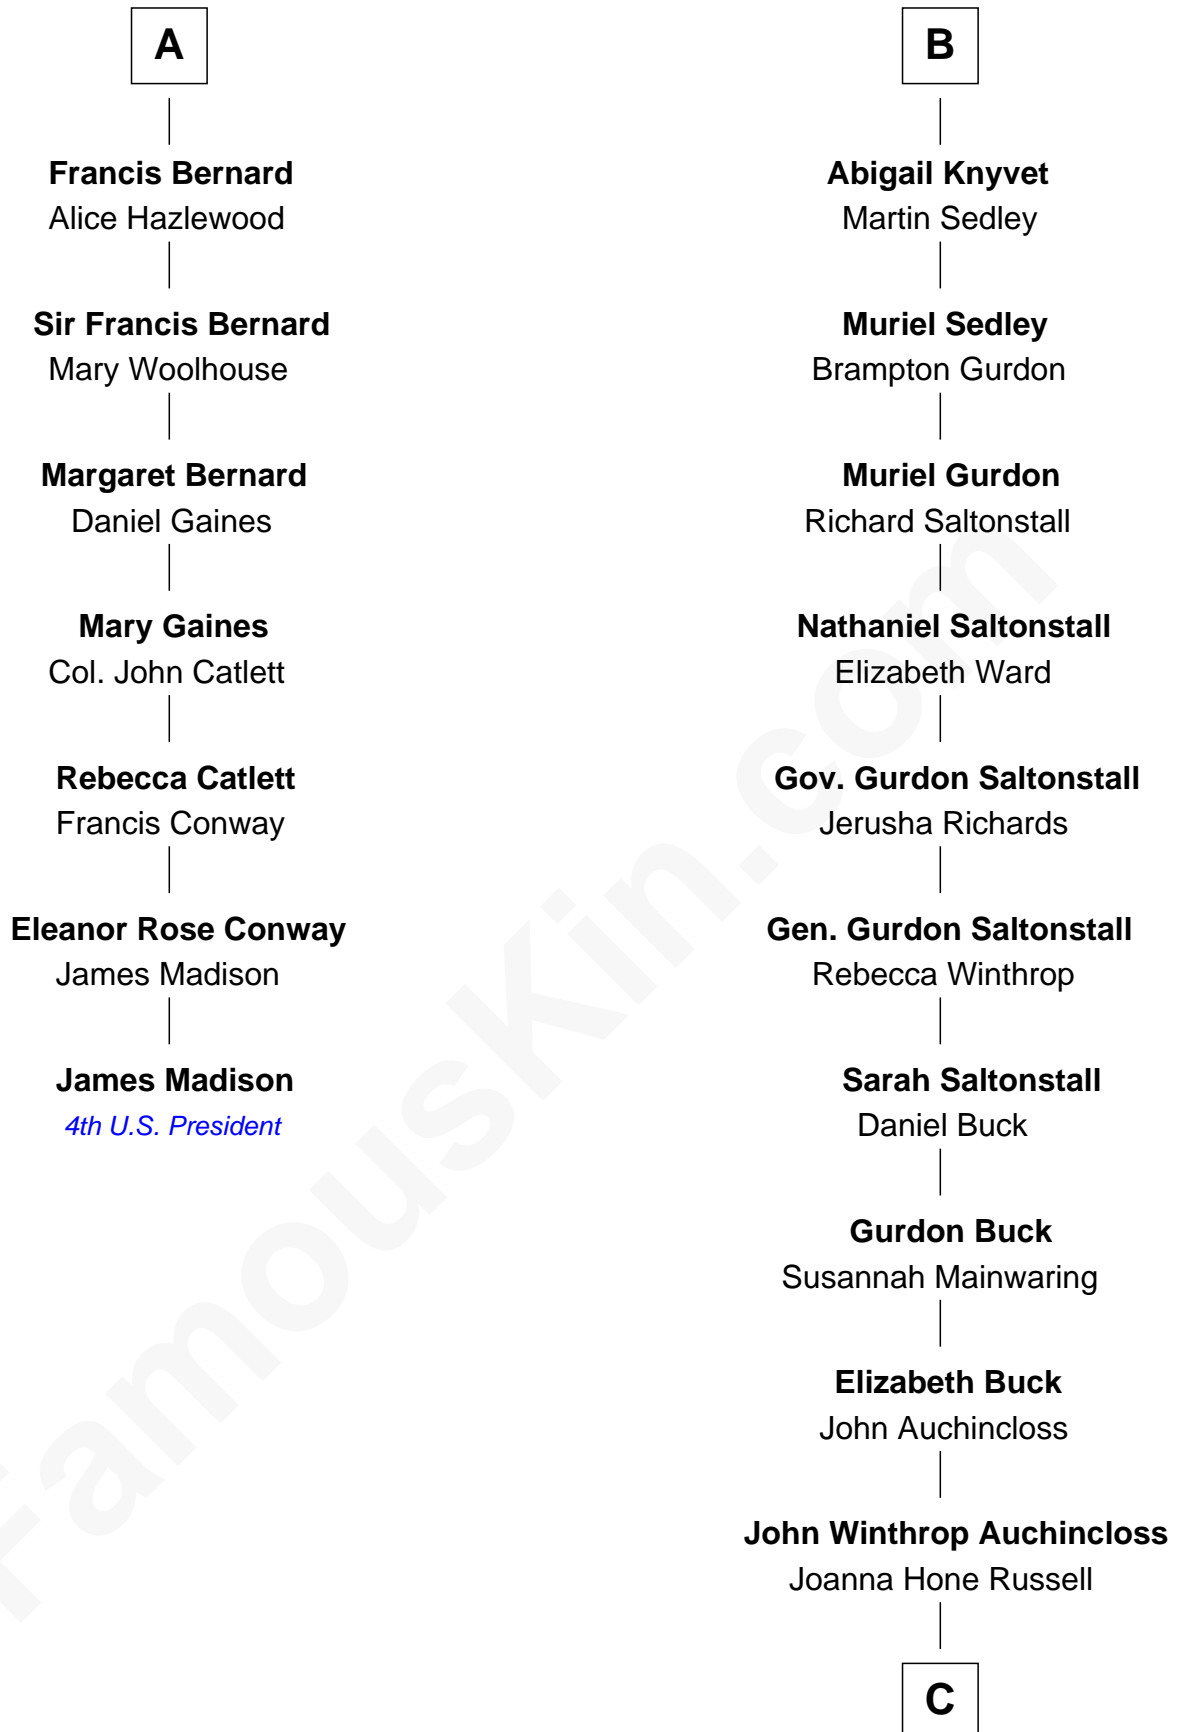 A
Francis Bernard
Alice Hazlewood
Sir Francis Bernard
Mary Woolhouse
Margaret Bernard
Daniel Gaines
Mary Gaines
Col. John Catlett
Rebecca Catlett
Francis Conway
Eleanor Rose Conway
James Madison
James Madison
4th U.S. President
B
Abigail Knyvet
Martin Sedley
Muriel Sedley
Brampton Gurdon
Muriel Gurdon
Richard Saltonstall
Nathaniel Saltonstall
Elizabeth Ward
Gov. Gurdon Saltonstall
Jerusha Richards
Gen. Gurdon Saltonstall
Rebecca Winthrop
Sarah Saltonstall
Daniel Buck
Gurdon Buck
Susannah Mainwaring
Elizabeth Buck
John Auchincloss
John Winthrop Auchincloss
Joanna Hone Russell
C
FamousKin.com